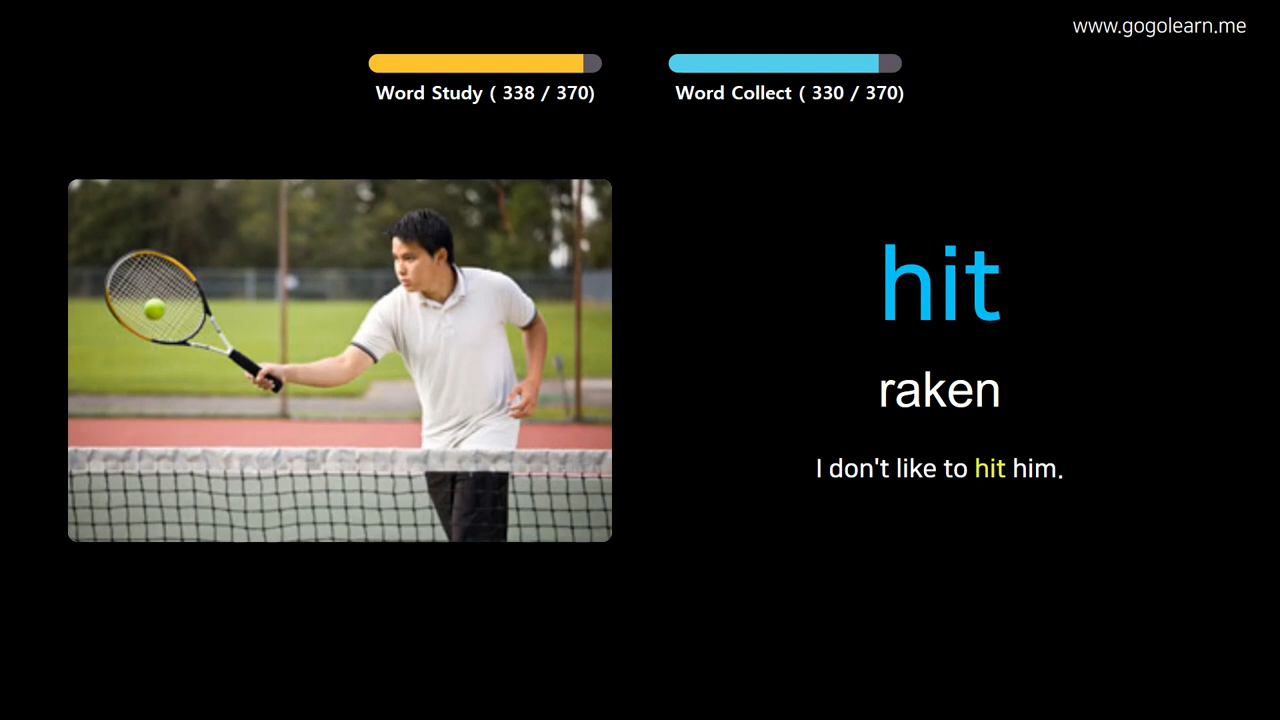 www.gogolearn.me
Word Study ( 338 / 370)
Word Collect ( 330 / 370)
hit
raken
I don't like to hit him.